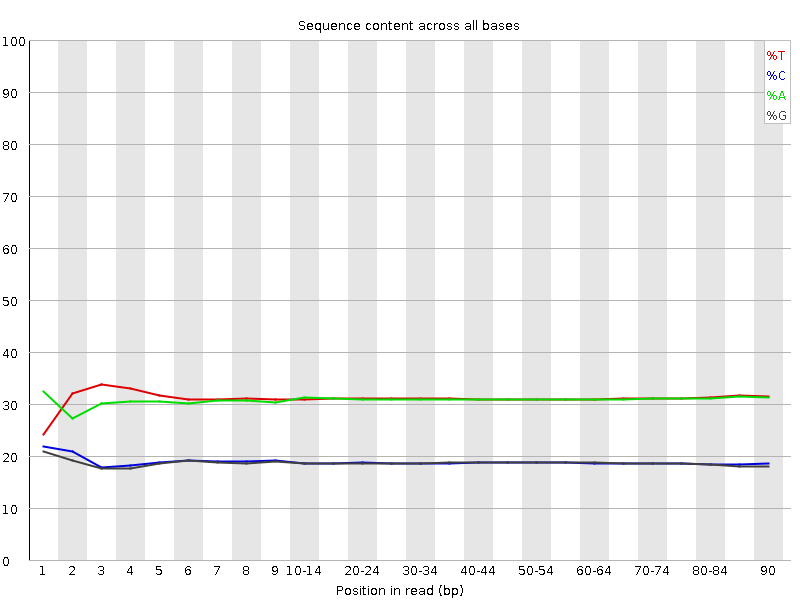 Sequence content across all bases
100
90
80
70
60
50
40
30
20
10
0
%T
%C
%A
%G
1 2 3 4 5 6 7 8 9 10-14 20-24 30-34 40-44 50-54 60-64 70-74 80-84 90
Position in read (bp)